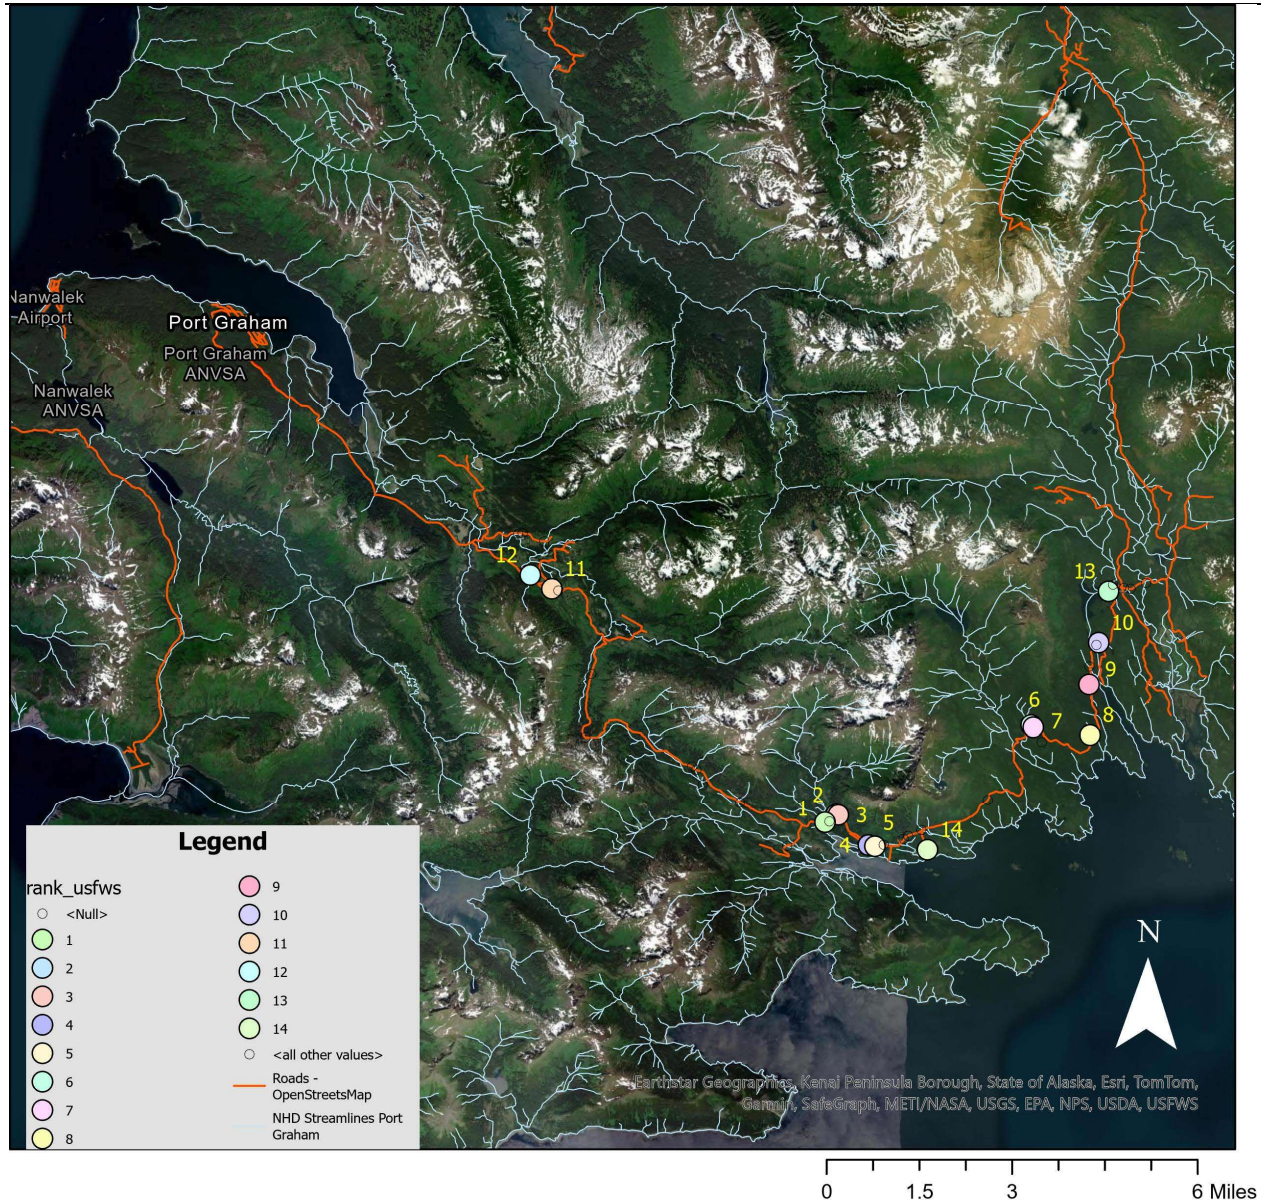 Nanwalek
Airport
Port Graham
Port Graham
ANVSA
Nanwalek
ANVSA
12
11
13
10
9
6
7
8
2
1
3
5
4
14
Legend
rank_usfws
<Null>
1
2
3
4
5
6
7
8
9
10
11
12
13
14
<all other values>
Roads -
OpenStreetsMap
NHD Streamlines Port
Graham
N
Earthstar Geographics, Kenai Peninsula Borough, State of Alaska, Esri, TomTom,
Garmin, SafeGraph, METI/NASA, USGS, EPA, NPS, USDA, USFWS
0 1.5 3 6 Miles